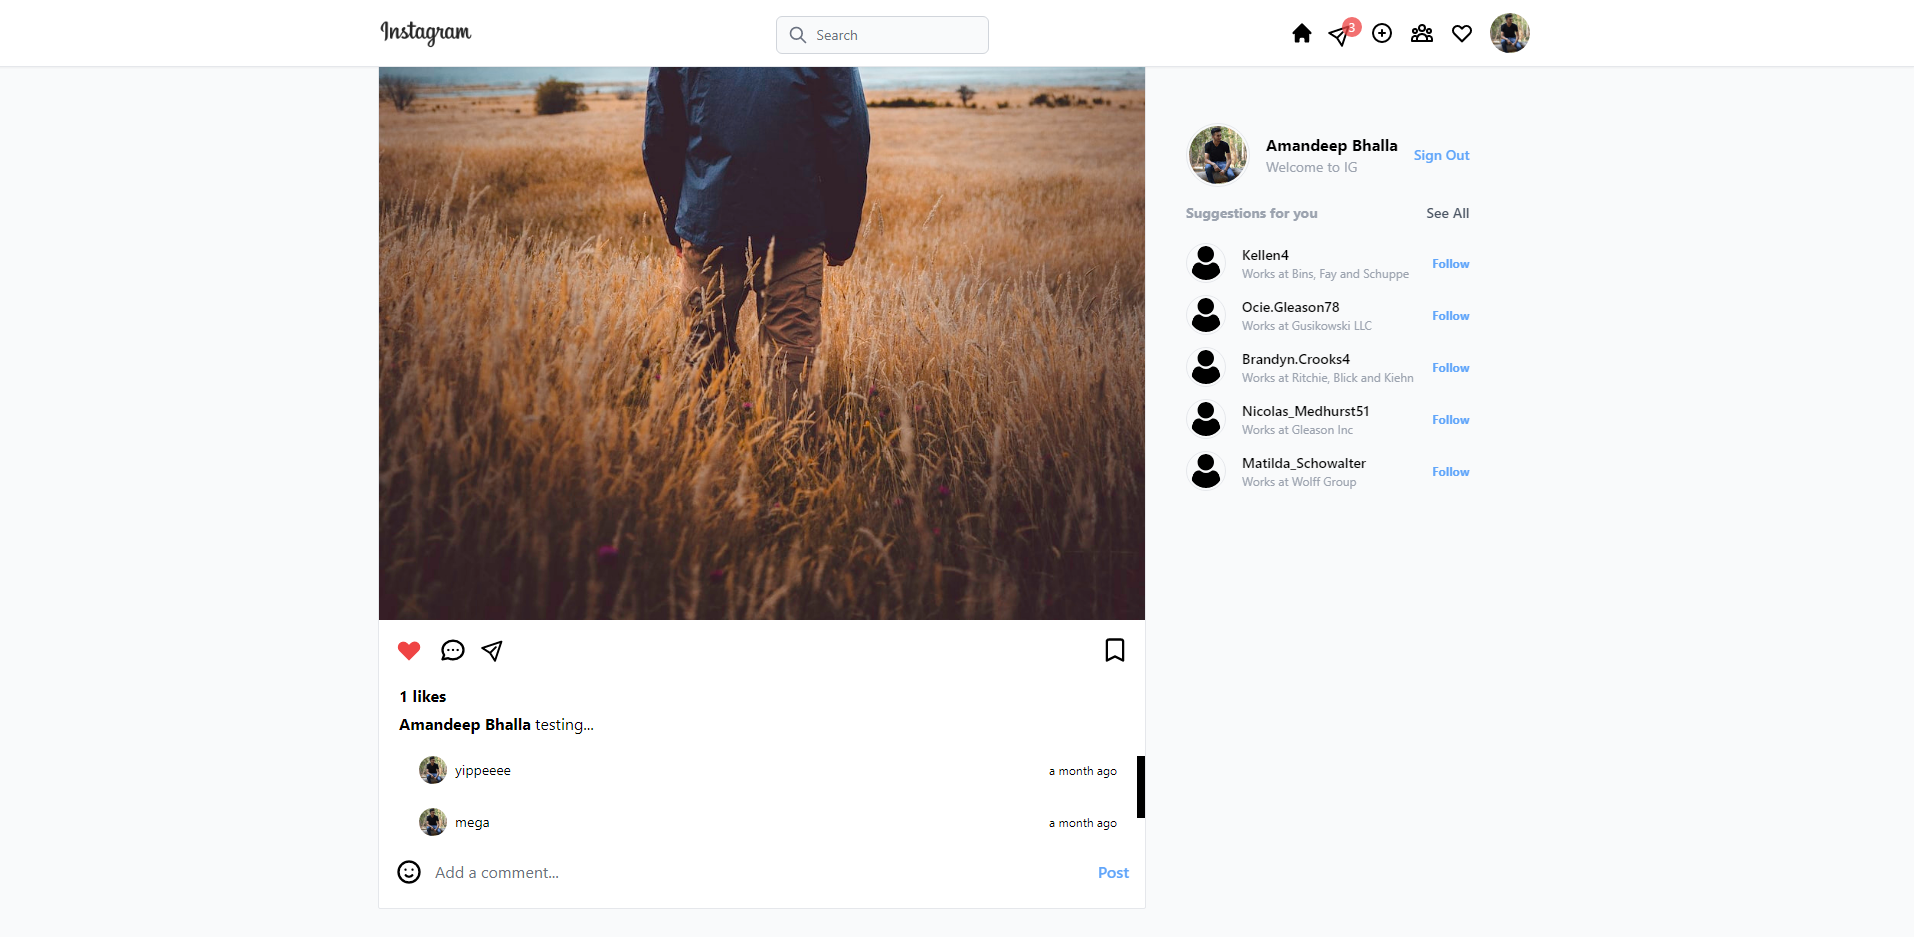 Instagram
Search
3
Amandeep Bhalla
Welcome to IG
Sign Out
Suggestions for you
See All
Kellen4
Works at Bins, Fay and Schuppe
Follow
Ocie.Gleason78
Works at Gusikowski LLC
Follow
Brandyn.Crooks4
Works at Ritchie, Blick and Kiehn
Follow
Nicolas_Medhurst51
Works at Gleason Inc
Follow
Matilda_Schowalter
Works at Wolff Group
Follow
1 likes
Amandeep Bhalla testing...
yippeeee
a month ago
mega
a month ago
Add a comment...
Post